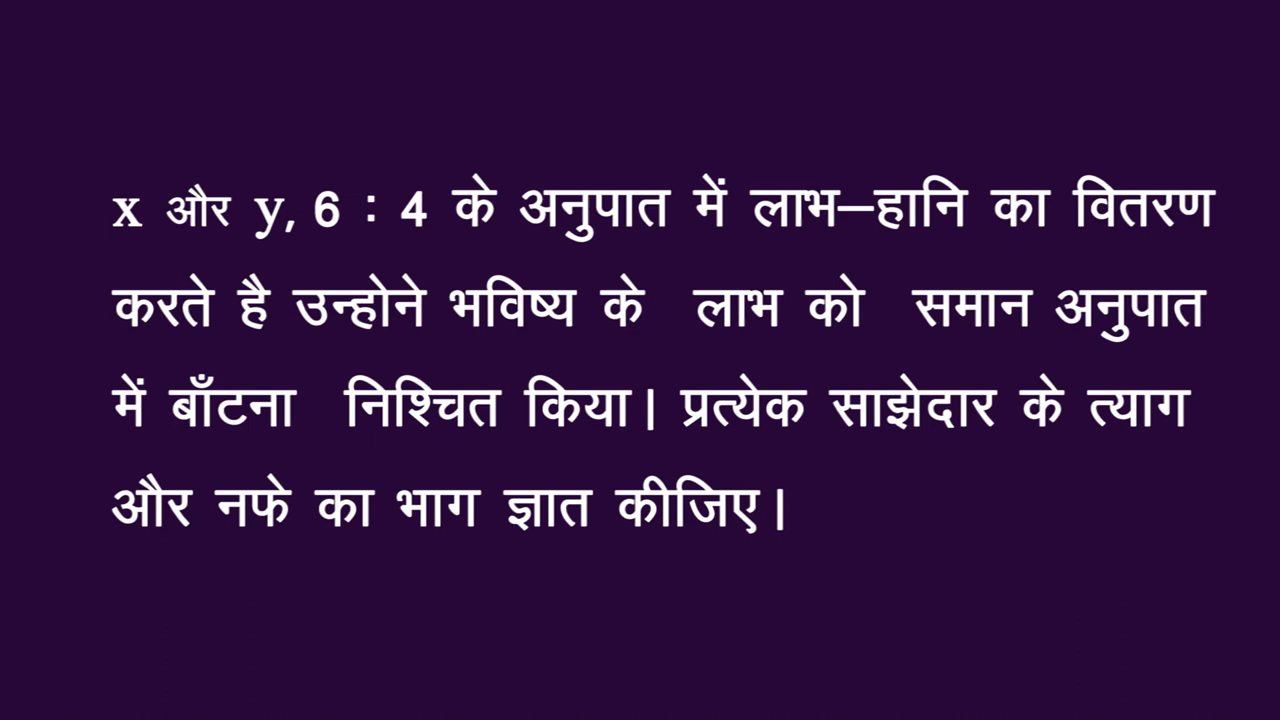 x और y, 6 : 4 के अनुपात में लाभ–हानि का वितरण
करते है उन्होने भविष्य के लाभ को समान अनुपात
में बाँटना निश्चित किया। प्रत्येक साझेदार के त्याग
और नफे का भाग ज्ञात कीजिए।